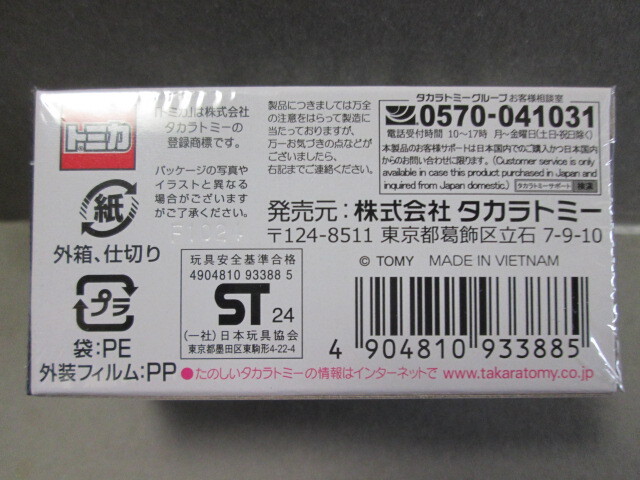 トミカ
「トミカ」は株式会社
タカラトミーの
登録商標です。
パッケージの写真や
イラストと異なる
場合がございますが
ご了承ください。
紙
外箱、仕切り
プラ
袋:PE
外装フィルム:PP
製品につきましては万全
の注意をはらって製造に
当たっておりますが、
万一お気づきの点などが
ございましたら、
右記までご連絡ください。
タカラトミーグループお客様相談室
0570-041031
電話受付時間 10〜17時 月〜金曜日(土・日・祝日除く)
本製品のお客様サポートは日本国内でのご購入かつ日本国内
からのお問い合わせに限ります。(Customer service is only
available in case this product purchased in Japan and
inquired from Japan domestic.) タカラトミーサポート 検索
発売元:株式会社 タカラトミー
〒124-8511 東京都葛飾区立石 7-9-10
© TOMY MADE IN VIETNAM
玩具安全基準合格
4904810 93388 5
ST 24
(一社)日本玩具協会
東京都墨田区東駒形4-22-4
4 904810 933885
●たのしいタカラトミーの情報はインターネットで www.takaratomy.co.jp